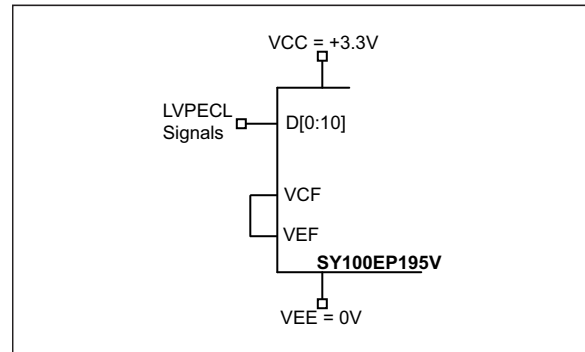 VCC = +3.3V
LVPECL
Signals
D[0:10]
VCF
VEF
SY100EP195V
VEE = 0V